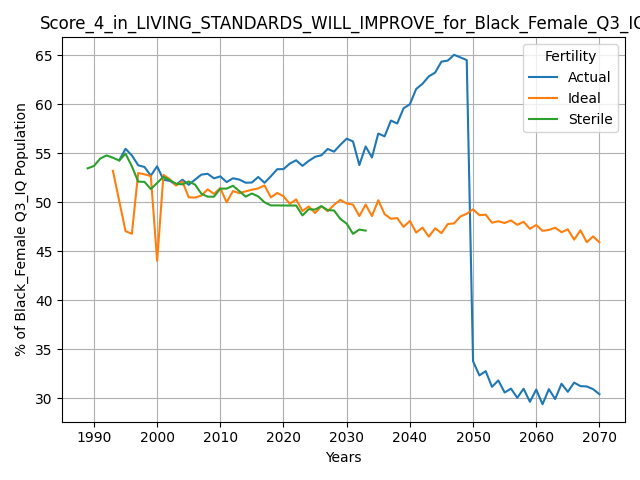 Score_4_in_LIVING_STANDARDS_WILL_IMPROVE_for_Black_Female_Q3_IQ
Fertility
Actual
Ideal
Sterile
% of Black_Female Q3_IQ Population
65
60
55
50
45
40
35
30
1990 2000 2010 2020 2030 2040 2050 2060 2070
Years